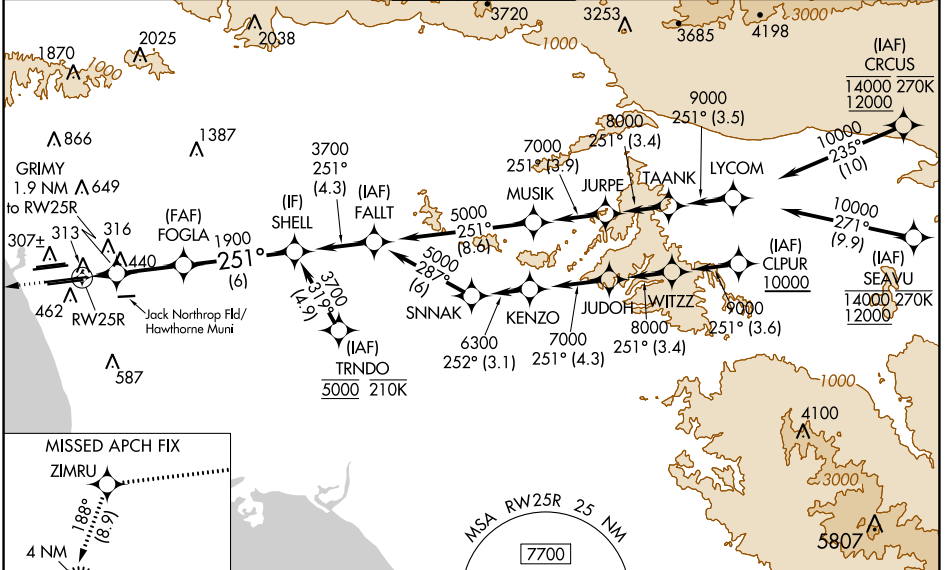 3720
3253
3000
3685
4198
1000
2038
2025
1870
1000
(IAF)
CRCUS
14000 270K
12000
10000
235°
(10)
9000
251° (3.5)
8000
251° (3.4)
7000
251° (3.9)
LYCOM
TAANK
JURPE
MUSIK
866
1387
GRIMY
1.9 NM
to RW25R
649
3700
251°
(4.3)
(IAF)
FALLT
(IF)
SHELL
(FAF)
FOGLA
316
313
307±
440
462
RW25R
1900
251°
(6)
5000
251°
(8.6)
5000
287°
(6)
10000
271°
(9.9)
(IAF)
SEAVU
14000 270K
12000
(IAF)
CLPUR
10000
Jack Northrop Fld/
Hawthorne Muni
3700
319°
(4.9)
(IAF)
TRNDO
5000 210K
SNNAK
KENZO
JUDOH
WITZZ
6300
252° (3.1)
7000
251° (4.3)
8000
251° (3.4)
9000
251° (3.6)
587
1000
4100
3000
5807
MISSED APCH FIX
ZIMRU
188°
(8.9)
4 NM
MSA RW25R 25 NM
7700